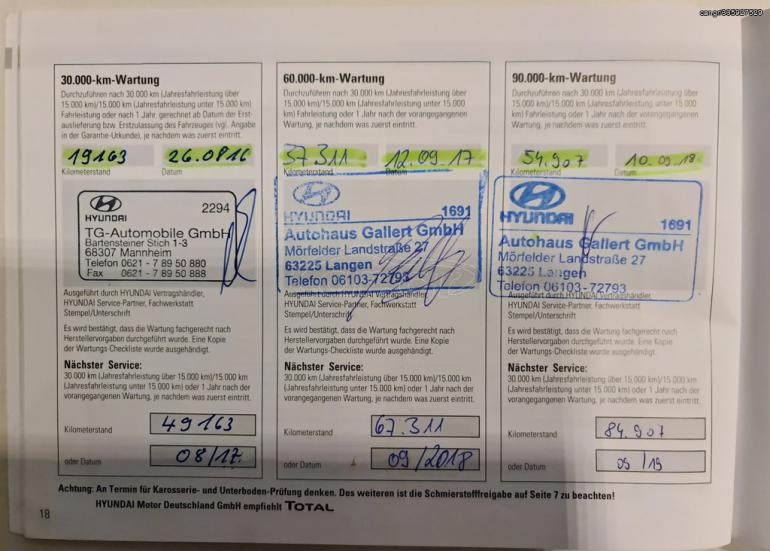 car.gr/335927529
30.000-km-Wartung
Durchzuführen nach 30.000 km (Jahresfahrleistung über
15.000 km)/15.000 km (Jahresfahrleistung unter 15.000 km)
Fahrleistung oder nach 1 Jahr, gerechnet ab Datum der Erst-
auslieferung bzw. Erstzulassung des Fahrzeuges (vgl. Angabe
in der Garantie-Urkunde), je nachdem was zuerst eintritt.
19163 26.08 16
Kilometerstand Datum
HYUNDAI 2294
TG-Automobile GmbH
Bartensteiner Stich 1-3
68307 Mannheim
Telefon 0621 - 7 89 50 880
Fax 0621 - 7 89 50 888
Ausgeführt durch HYUNDAI Vertragshändler,
HYUNDAI Service-Partner, Fachwerkstatt
Stempel/Unterschrift
Es wird bestätigt, dass die Wartung fachgerecht nach
Herstellervorgaben durchgeführt wurde. Eine Kopie
der Wartungs-Checkliste wurde ausgehändigt.
Nächster Service:
30.000 km (Jahresfahrleistung über 15.000 km)/15.000 km
(Jahresfahrleistung unter 15.000 km) oder 1 Jahr nach der
vorangegangenen Wartung, je nachdem was zuerst eintritt.
Kilometerstand 49163
oder Datum 08/17.
60.000-km-Wartung
Durchzuführen nach 30.000 km (Jahresfahrleistung über
15.000 km)/15.000 km (Jahresfahrleistung unter 15.000 km)
Fahrleistung oder 1 Jahr nach der vorangegangenen
Wartung, je nachdem was zuerst eintritt.
37.311 12.09.17
Kilometerstand Datum
HYUNDAI 1691
Autohaus Gallert GmbH
Mörfelder Landstraße 27
63225 Langen
Telefon 06103-72793
Ausgeführt durch HYUNDAI Vertragshändler,
HYUNDAI Service-Partner, Fachwerkstatt
Stempel/Unterschrift
Es wird bestätigt, dass die Wartung fachgerecht nach
Herstellervorgaben durchgeführt wurde. Eine Kopie
der Wartungs-Checkliste wurde ausgehändigt.
Nächster Service:
30.000 km (Jahresfahrleistung über 15.000 km)/15.000 km
(Jahresfahrleistung unter 15.000 km) oder 1 Jahr nach der
vorangegangenen Wartung, je nachdem was zuerst eintritt.
Kilometerstand 67.311
oder Datum 09/2018
90.000-km-Wartung
Durchzuführen nach 30.000 km (Jahresfahrleistung über
15.000 km)/15.000 km (Jahresfahrleistung unter 15.000 km)
Fahrleistung oder 1 Jahr nach der vorangegangenen
Wartung, je nachdem was zuerst eintritt.
54.907 10.09.18.
Kilometerstand Datum
HYUNDAI 1691
Autohaus Gallert GmbH
Mörfelder Landstraße 27
63225 Langen
Telefon 06103-72793
Ausgeführt durch HYUNDAI Vertragshändler,
HYUNDAI Service-Partner, Fachwerkstatt
Stempel/Unterschrift
Es wird bestätigt, dass die Wartung fachgerecht nach
Herstellervorgaben durchgeführt wurde. Eine Kopie
der Wartungs-Checkliste wurde ausgehändigt.
Nächster Service:
30.000 km (Jahresfahrleistung über 15.000 km)/15.000 km
(Jahresfahrleistung unter 15.000 km) oder 1 Jahr nach der
vorangegangenen Wartung, je nachdem was zuerst eintritt.
Kilometerstand 84.907
oder Datum 09/19
Achtung: An Termin für Karosserie- und Unterboden-Prüfung denken. Des weiteren ist die Schmierstofffreigabe auf Seite 7 zu beachten!
HYUNDAI Motor Deutschland GmbH empfiehlt TOTAL
18